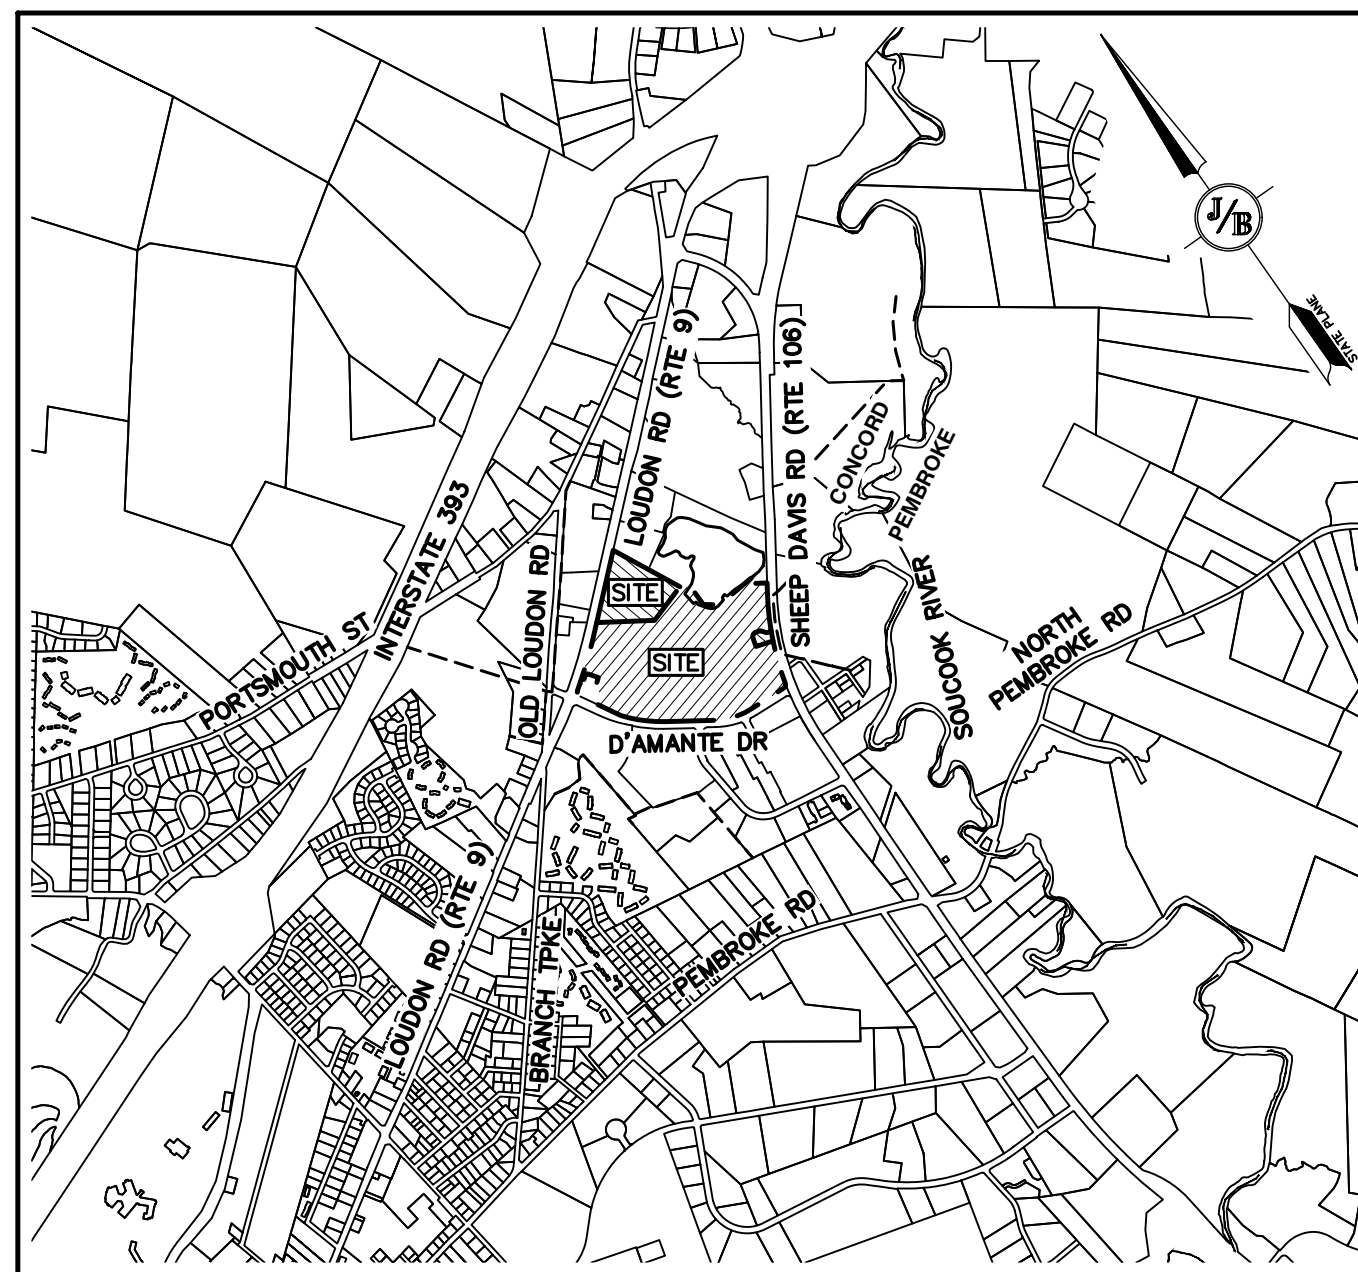 J/B
STATE PLANE
LOUDON RD (RTE 9)
SHEEP DAVIS RD (RTE 106)
CONCORD
PEMBROKE
INTERSTATE 393
OLD LOUDON RD
SITE
SITE
SOUCOOK RIVER
NORTH
PEMBROKE RD
PORTSMOUTH ST
D'AMANTE DR
LOUDON RD (RTE 9)
BRANCH TPKE
PEMBROKE RD